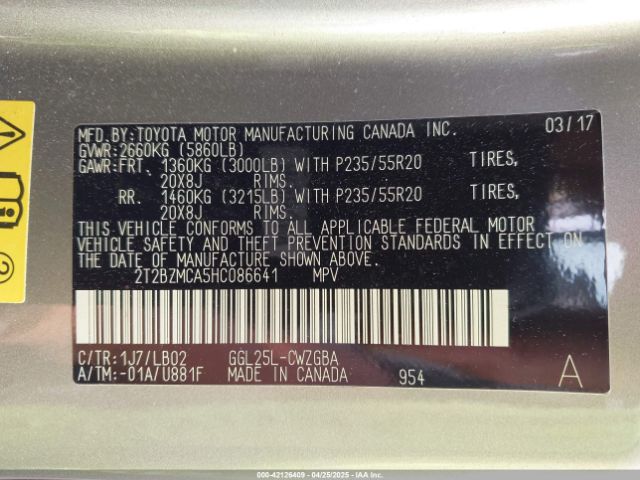 MFD.BY:TOYOTA MOTOR MANUFACTURING CANADA INC. 03/17
GVWR:2660KG (5860LB)
GAWR:FRT. 1360KG (3000LB) WITH P235/55R20 TIRES,
20X8J RIMS.
RR. 1460KG (3215LB) WITH P235/55R20 TIRES,
20X8J RIMS.
THIS VEHICLE CONFORMS TO ALL APPLICABLE FEDERAL MOTOR
VEHICLE SAFETY AND THEFT PREVENTION STANDARDS IN EFFECT ON
THE DATE OF MANUFACTURE SHOWN ABOVE.
2T2BZMCA5HC086641 MPV
C/TR:1J7/LB02 GGL25L-CWZGBA
A/TM:-01A/U881F MADE IN CANADA 954 A
2
000-42126409 - 04/25/2025 - IAA Inc.